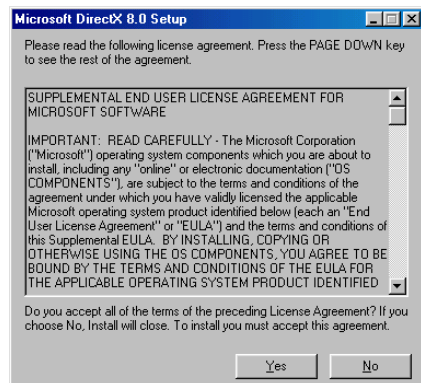 Microsoft DirectX 8.0 Setup
Please read the following license agreement. Press the PAGE DOWN key
to see the rest of the agreement.
SUPPLEMENTAL END USER LICENSE AGREEMENT FOR
MICROSOFT SOFTWARE
IMPORTANT: READ CAREFULLY - The Microsoft Corporation
("Microsoft") operating system components which you are about to
install, including any "online" or electronic documentation ("OS
COMPONENTS"), are subject to the terms and conditions of the
agreement under which you have validly licensed the applicable
Microsoft operating system product identified below (each an "End
User License Agreement" or "EULA") and the terms and conditions of
this Supplemental EULA. BY INSTALLING, COPYING OR
OTHERWISE USING THE OS COMPONENTS, YOU AGREE TO BE
BOUND BY THE TERMS AND CONDITIONS OF THE EULA FOR
THE APPLICABLE OPERATING SYSTEM PRODUCT IDENTIFIED
Do you accept all of the terms of the preceding License Agreement? If you
choose No, Install will close. To install you must accept this agreement.
Yes No